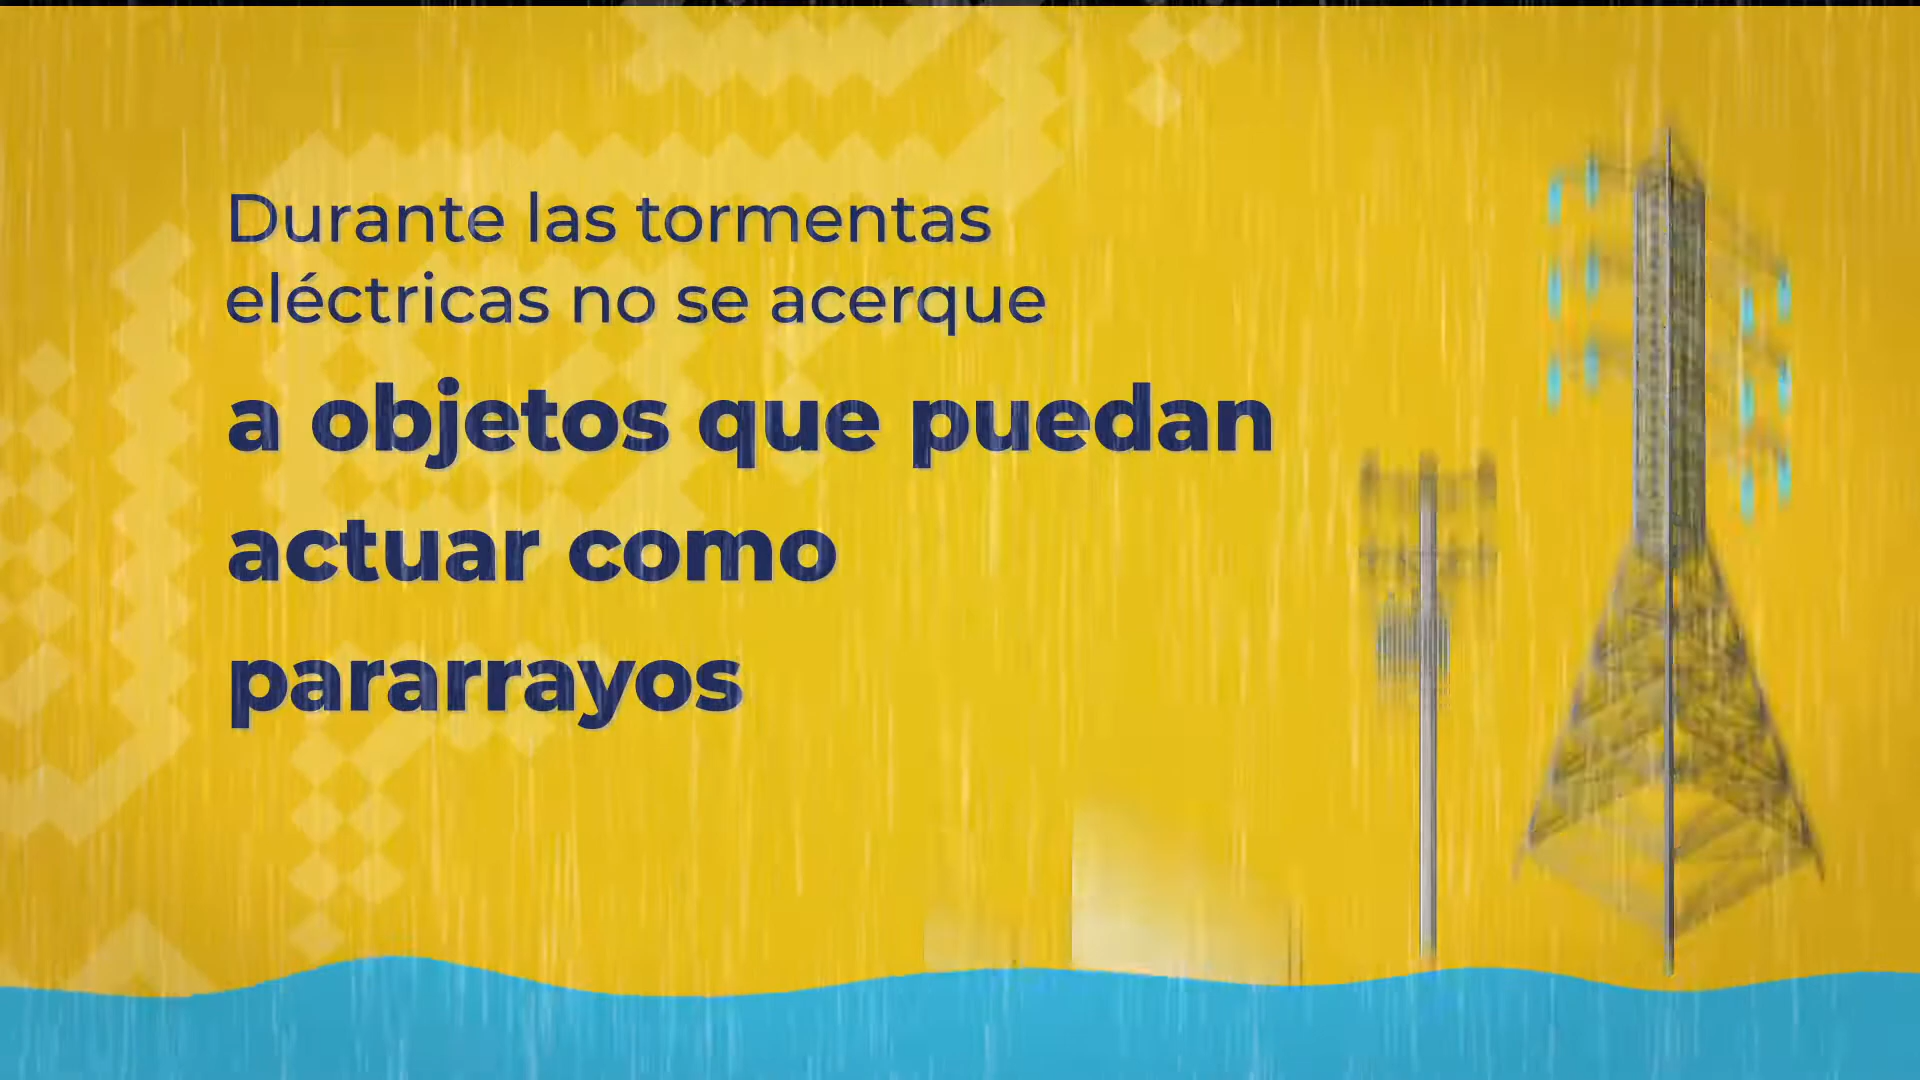 Durante las tormentas
eléctricas no se acerque
a objetos que puedan
actuar como
pararrayos